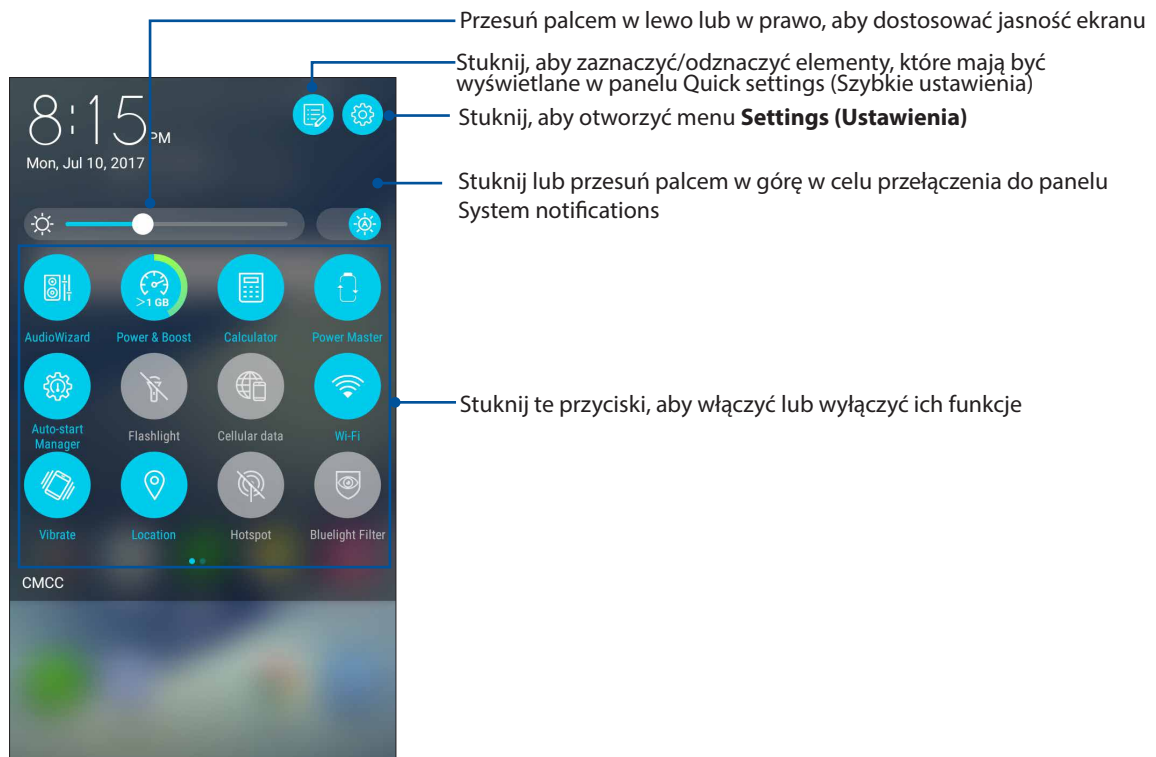 Przesuń palcem w lewo lub w prawo, aby dostosować jasność ekranu
Stuknij, aby zaznaczyć/odznaczyć elementy, które mają być
wyświetlane w panelu Quick settings (Szybkie ustawienia)
Stuknij, aby otworzyć menu Settings (Ustawienia)
Stuknij lub przesuń palcem w górę w celu przełączenia do panelu
System notifications
Stuknij te przyciski, aby włączyć lub wyłączyć ich funkcje
8:15 PM
Mon, Jul 10, 2017
A
>1 GB
AudioWizard Power & Boost Calculator Power Master
Auto-start
Manager
Flashlight Cellular data Wi-Fi
Vibrate Location Hotspot Bluelight Filter
CMCC